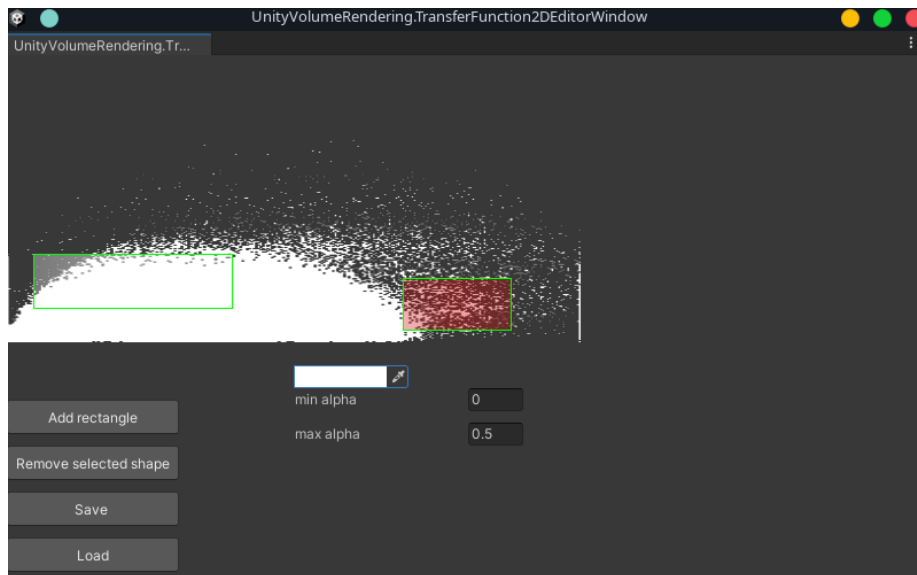 UnityVolumeRendering.TransferFunction2DEditorWindow
UnityVolumeRendering.Tr...
min alpha 0
max alpha 0.5
Add rectangle
Remove selected shape
Save
Load